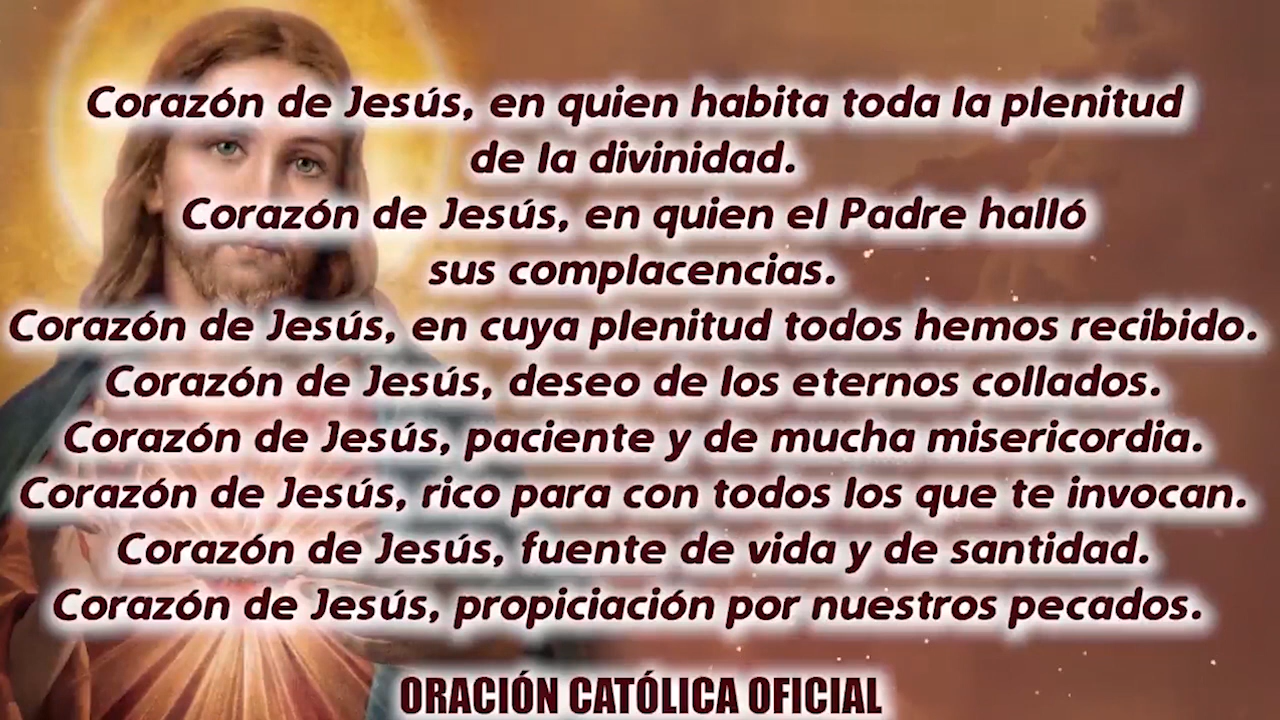 Corazón de Jesús, en quien habita toda la plenitud
de la divinidad.
Corazón de Jesús, en quien el Padre halló
sus complacencias.
Corazón de Jesús, en cuya plenitud todos hemos recibido.
Corazón de Jesús, deseo de los eternos collados.
Corazón de Jesús, paciente y de mucha misericordia.
Corazón de Jesús, rico para con todos los que te invocan.
Corazón de Jesús, fuente de vida y de santidad.
Corazón de Jesús, propiciación por nuestros pecados.
ORACIÓN CATÓLICA OFICIAL